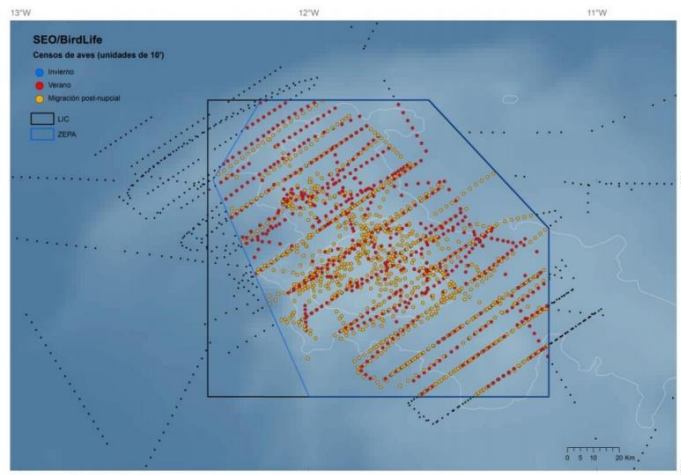 13°W 12°W 11°W
SEO/BirdLife
Censos de aves (unidades de 10')
Invierno
Verano
Migración post-nupcial
LIC
ZEPA
0 5 10 20 Km